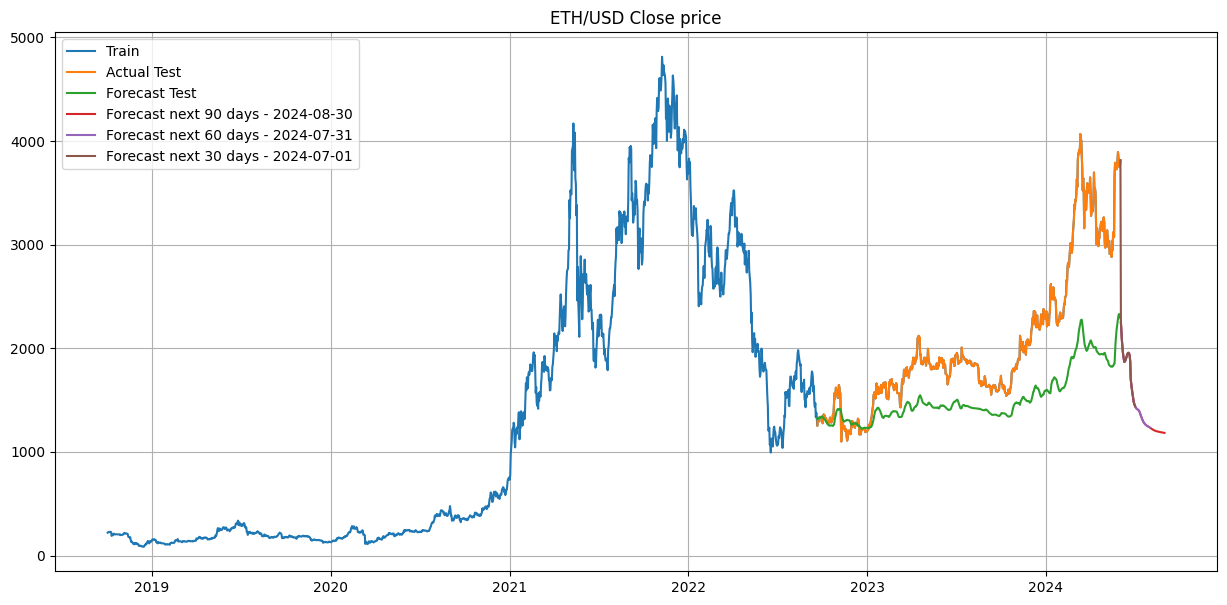 ETH/USD Close price
Train
Actual Test
Forecast Test
Forecast next 90 days - 2024-08-30
Forecast next 60 days - 2024-07-31
Forecast next 30 days - 2024-07-01
5000
4000
3000
2000
1000
0
2019 2020 2021 2022 2023 2024